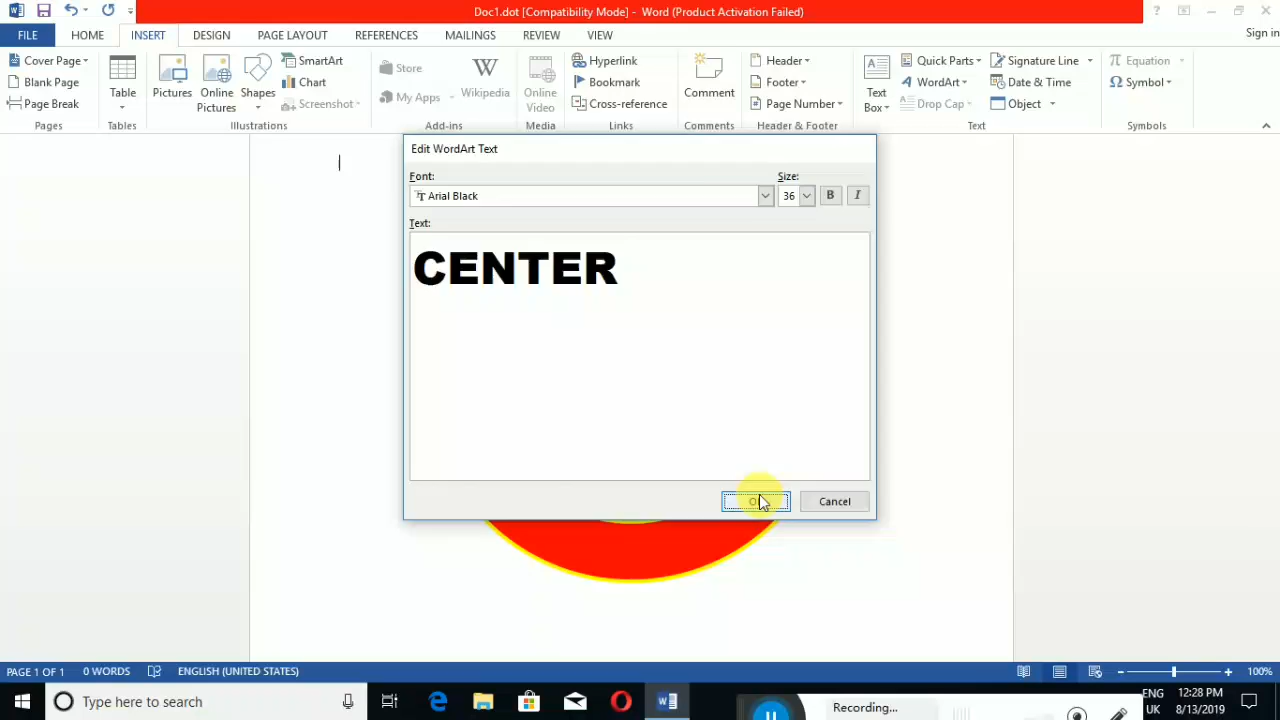 Doc1.dot [Compatibility Mode] - Word (Product Activation Failed)
FILE HOME INSERT DESIGN PAGE LAYOUT REFERENCES MAILINGS REVIEW VIEW Sign in
Cover Page
Blank Page
Page Break
Pages
Table
Tables
Pictures
Online Pictures
Shapes
SmartArt
Chart
Screenshot
Illustrations
Store
My Apps
Wikipedia
Add-ins
Online Video
Media
Hyperlink
Bookmark
Cross-reference
Links
Comment
Comments
Header
Footer
Page Number
Header & Footer
Text Box
Quick Parts
WordArt
Drop Cap
Signature Line
Date & Time
Object
Text
Equation
Symbol
Symbols
Edit WordArt Text
Font: Size:
Arial Black 36 B I
Text:
CENTER
Cancel
PAGE 1 OF 1 0 WORDS ENGLISH (UNITED STATES) 100%
Type here to search
Recording...
ENG
UK
12:28 PM
8/13/2019